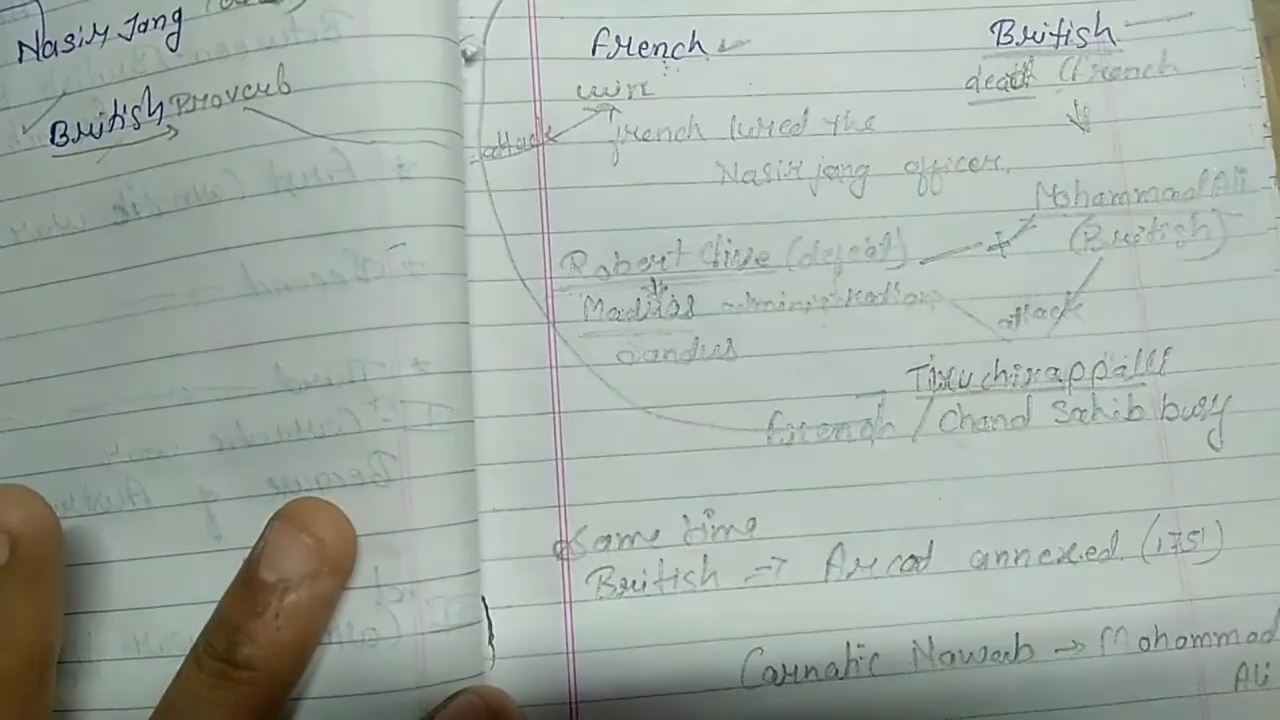 Nasir Jang
British Proverb
French
British
win
death (French
attack
french lured the
Nasir jang officer.
Mohammad Ali
(British)
Robert Clive (depat)
Madras administration
attack
Tiruchirappalli
French / Chand Sahib busy
Same time
British => Arcot annexed (1751)
Carnatic Nawab → Mohammad
Ali